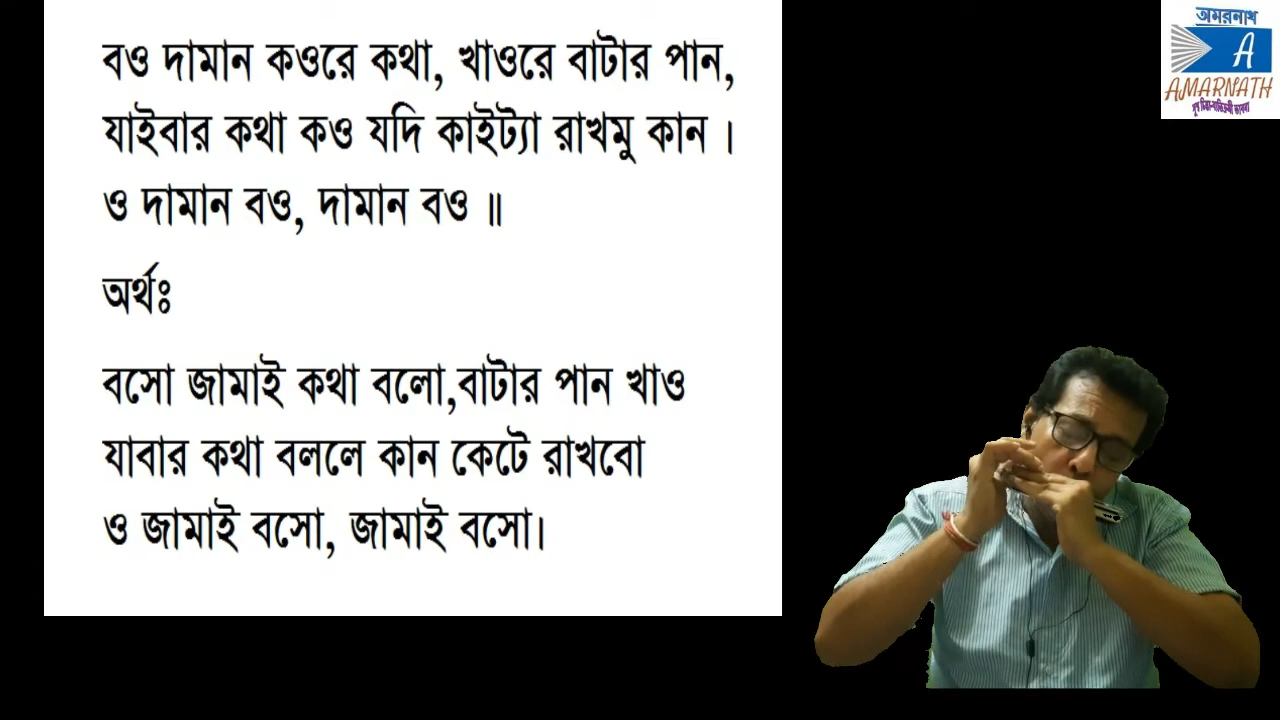 বও দামান কওরে কথা, খাওরে বাটার পান,
যাইবার কথা কও যদি কাইট্যা রাখমু কান ।
ও দামান বও, দামান বও ॥
অর্থঃ
বসো জামাই কথা বলো,বাটার পান খাও
যাবার কথা বললে কান কেটে রাখবো
ও জামাই বসো, জামাই বসো।
অমরনাথ
A
AMARNATH